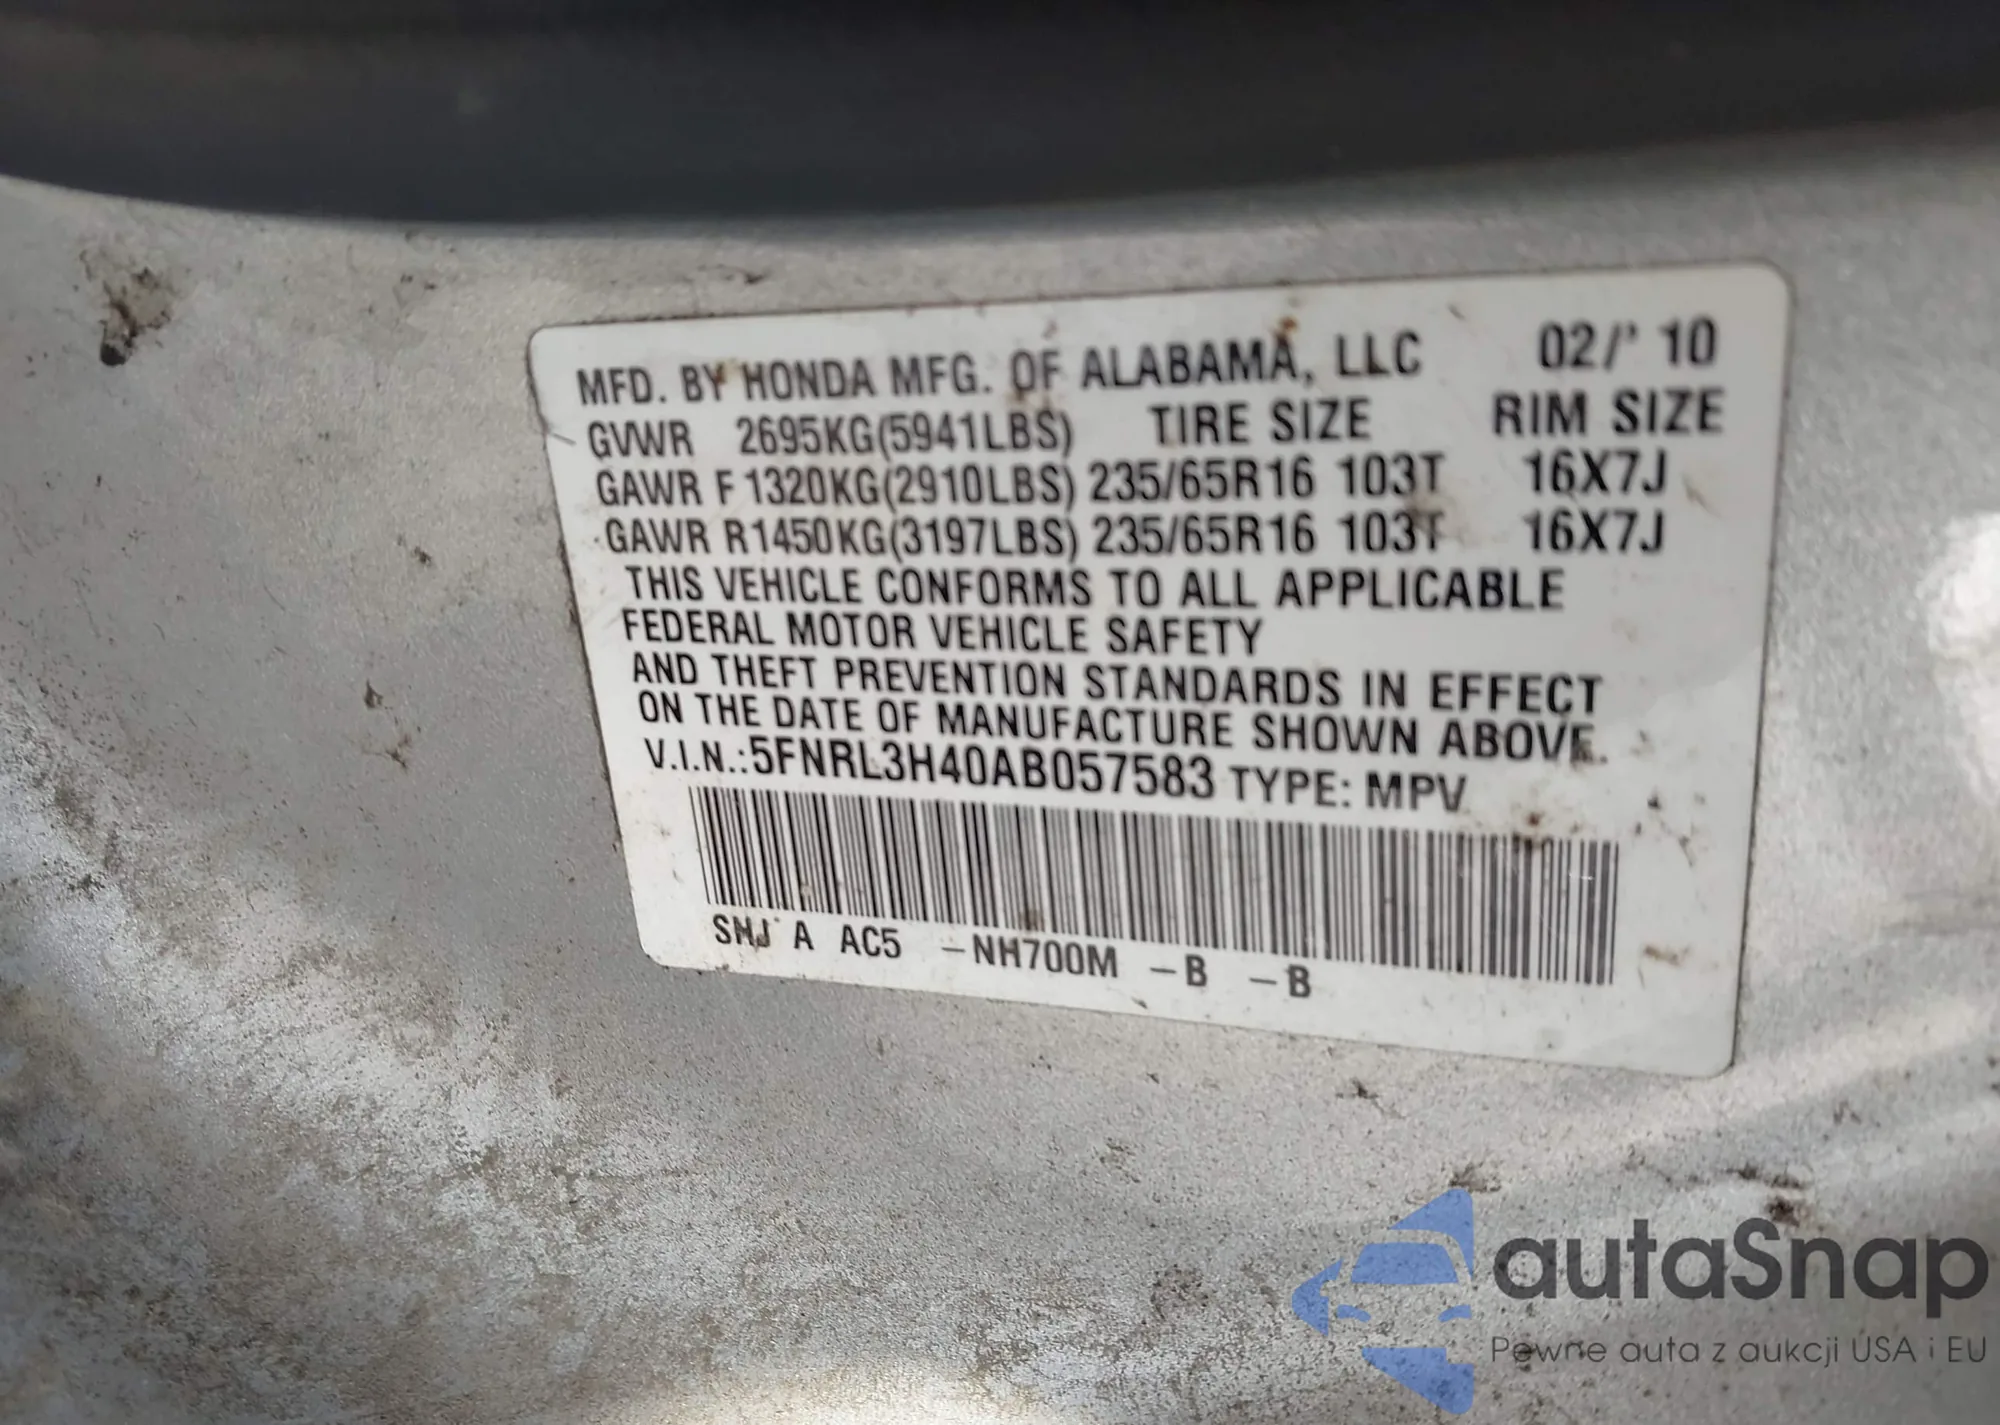 MFD. BY HONDA MFG. OF ALABAMA, LLC 02/' 10
GVWR 2695KG(5941LBS) TIRE SIZE RIM SIZE
GAWR F 1320KG(2910LBS) 235/65R16 103T 16X7J
GAWR R1450KG(3197LBS) 235/65R16 103T 16X7J
THIS VEHICLE CONFORMS TO ALL APPLICABLE
FEDERAL MOTOR VEHICLE SAFETY
AND THEFT PREVENTION STANDARDS IN EFFECT
ON THE DATE OF MANUFACTURE SHOWN ABOVE.
V.I.N.:5FNRL3H40AB057583 TYPE: MPV
SHJ A AC5 -NH700M -B -B
autaSnap
Pewne auta z aukcji USA i EU